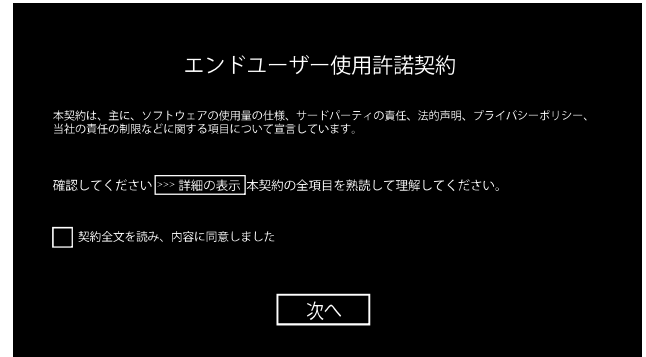 エンドユーザー使用許諾契約
本契約は、主に、ソフトウェアの使用量の仕様、サードパーティの責任、法的声明、プライバシーポリシー、
当社の責任の制限などに関する項目について宣言しています。
確認してください >>> 詳細の表示 本契約の全項目を熟読して理解してください。
契約全文を読み、内容に同意しました
次へ